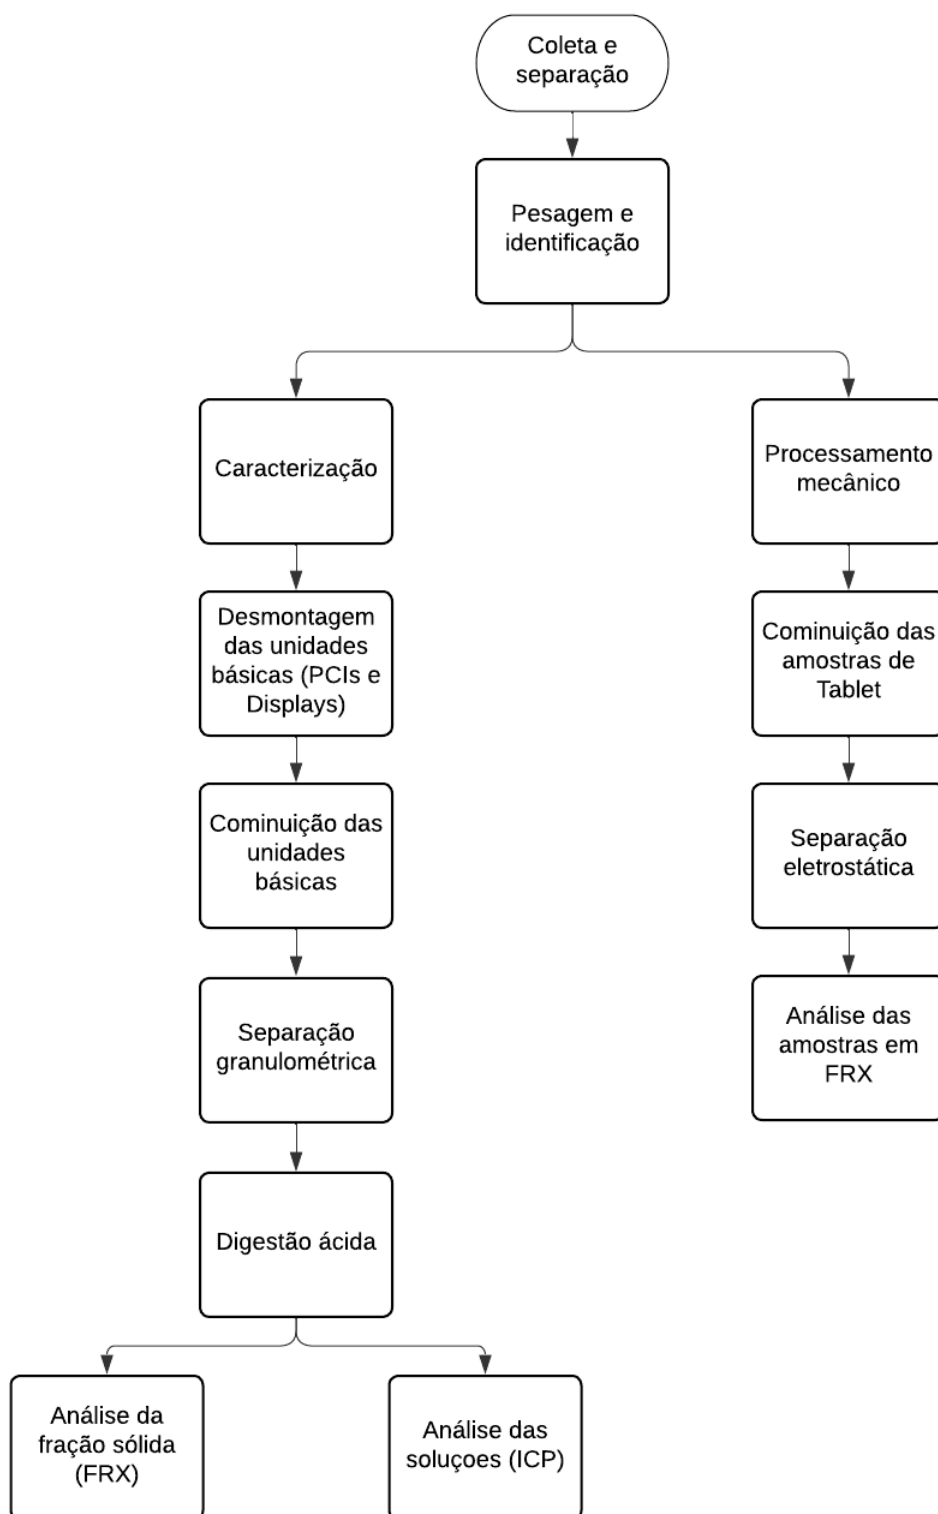 Coleta e
separação
Pesagem e
identificação
Caracterização
Processamento
mecânico
Desmontagem
das unidades
básicas (PCIs e
Displays)
Cominuição das
amostras de
Tablet
Cominuição das
unidades
básicas
Separação
eletrostática
Separação
granulométrica
Análise das
amostras em
FRX
Digestão ácida
Análise da
fração sólida
(FRX)
Análise das
soluçoes (ICP)